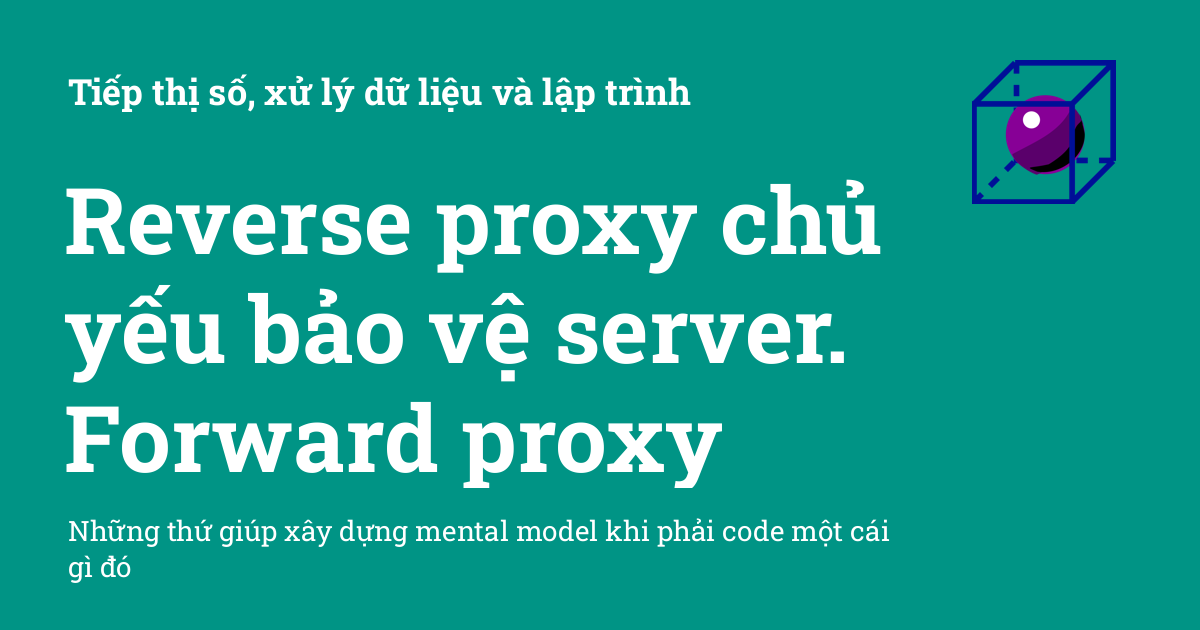 Tiếp thị số, xử lý dữ liệu và lập trình
Reverse proxy chủ
yếu bảo vệ server.
Forward proxy
Những thứ giúp xây dựng mental model khi phải code một cái
gì đó